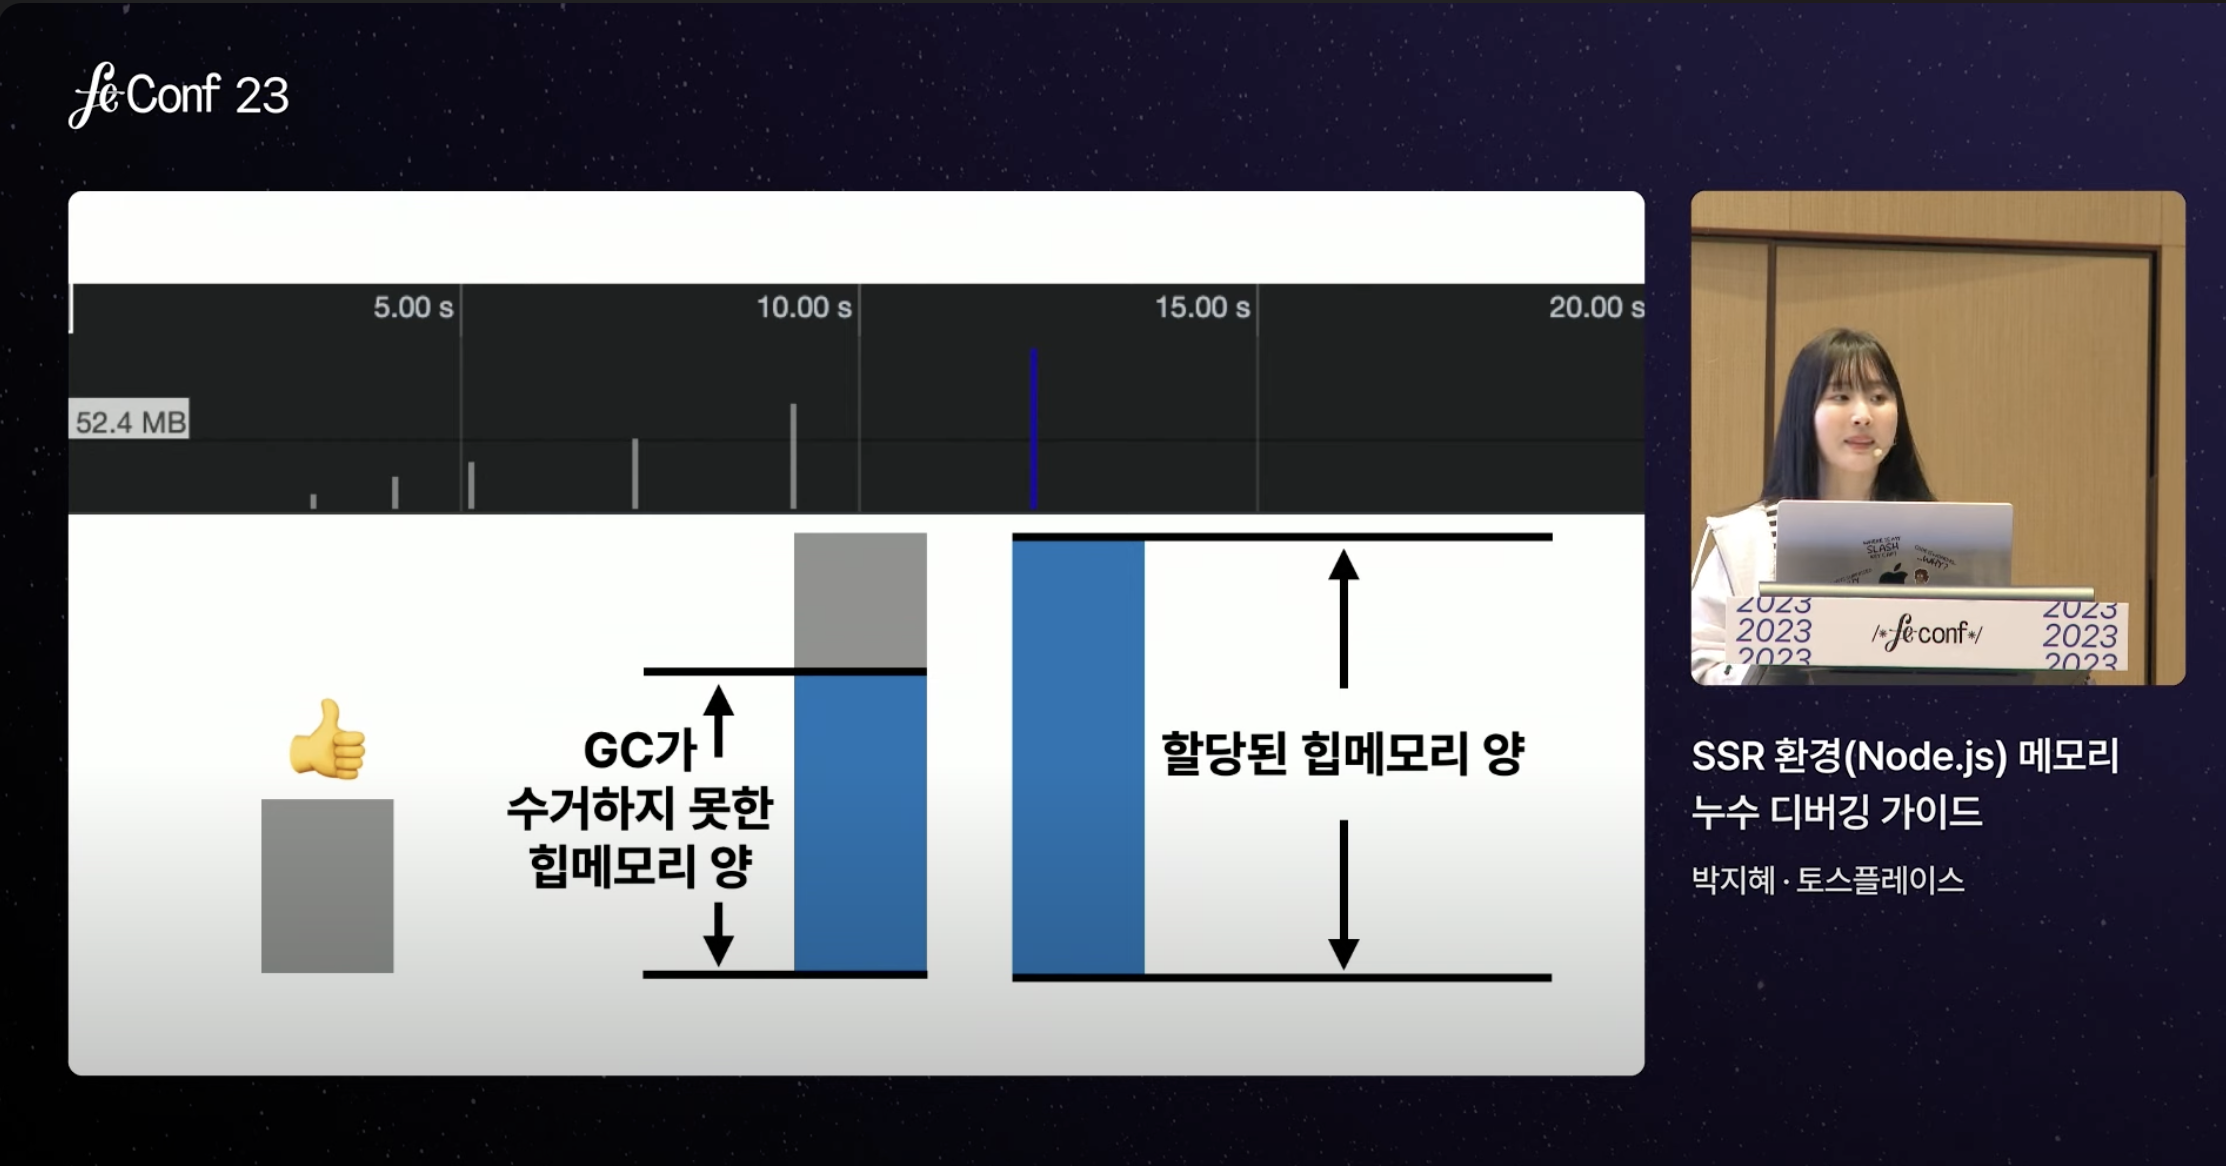 feConf 23
5.00 s
10.00 s
15.00 s
20.00 s
52.4 MB
GC가
수거하지 못한
힙메모리 양
할당된 힙메모리 양
SLASH
WHY?
2023
2023
2023
/*feconf*/
2023
2023
2023
SSR 환경(Node.js) 메모리
누수 디버깅 가이드
박지혜 · 토스플레이스